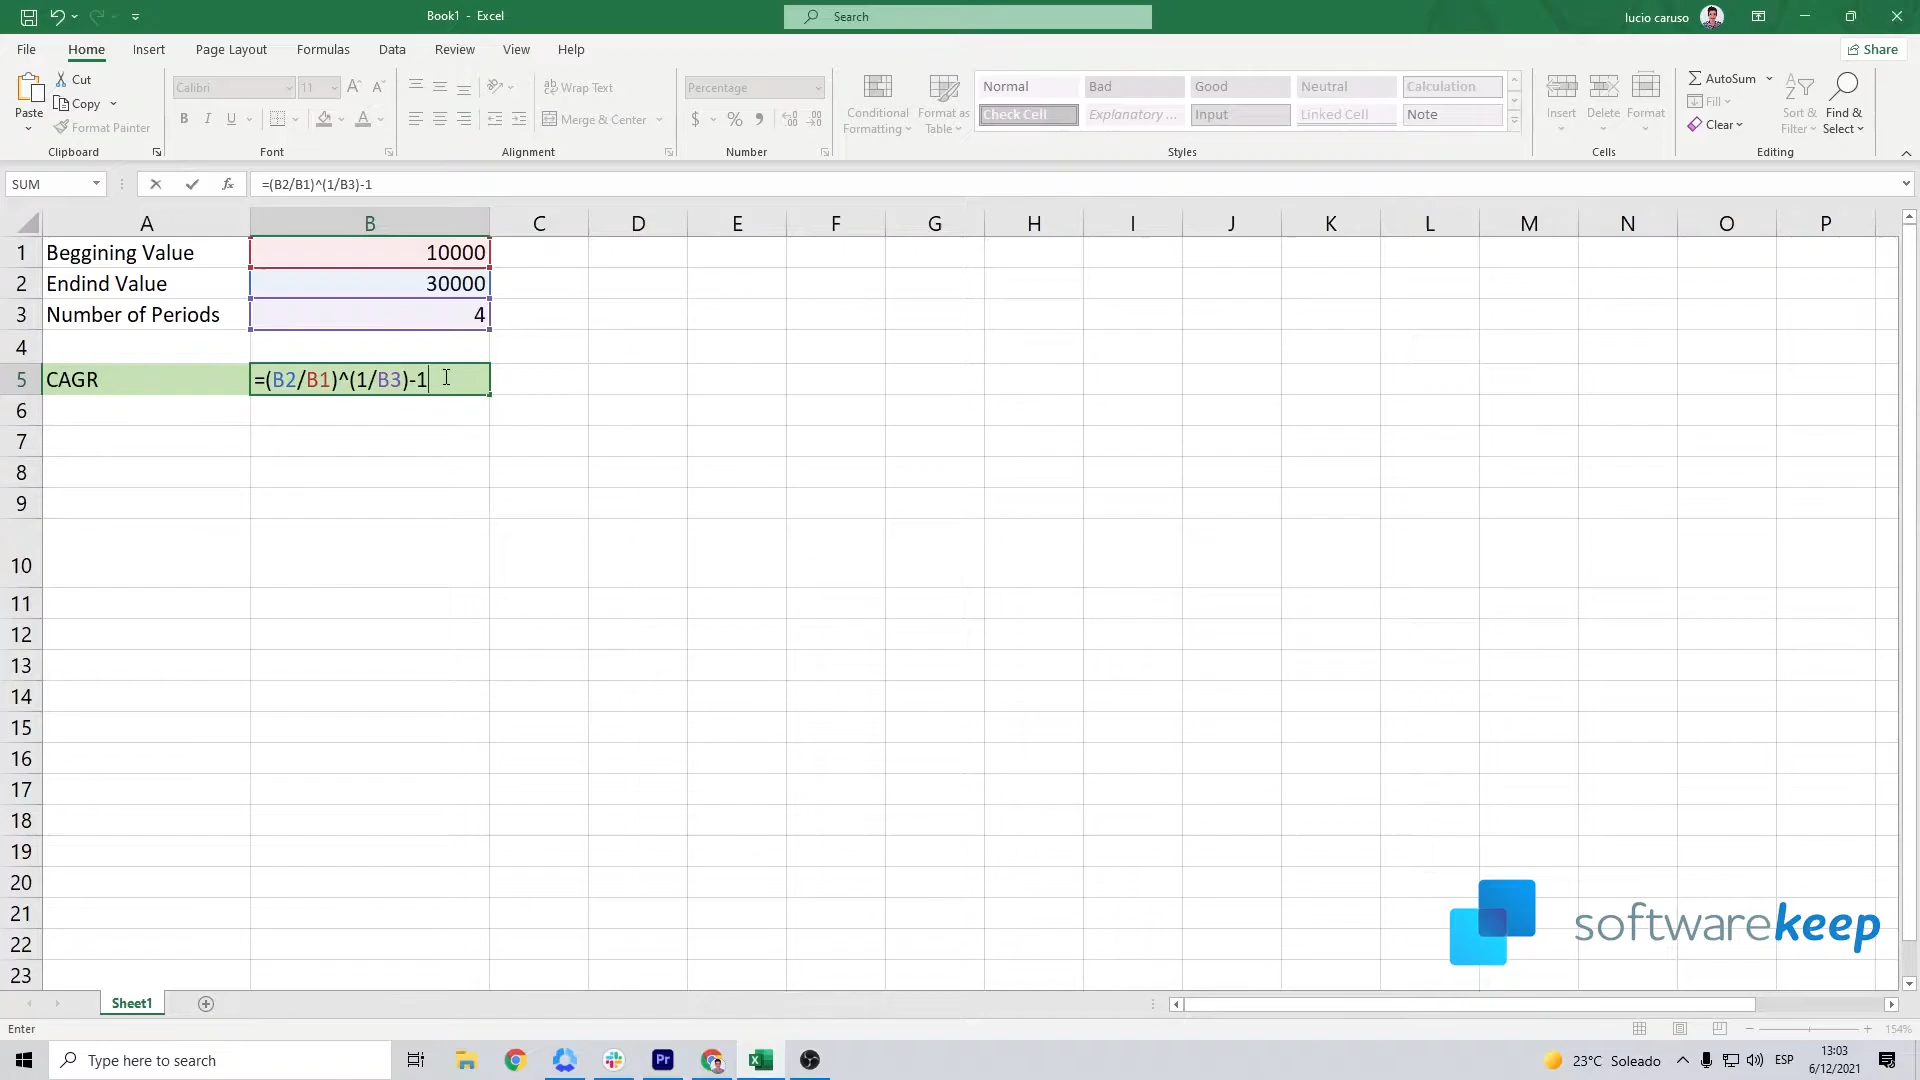 Book1 - Excel
Search
lucio caruso
File Home Insert Page Layout Formulas Data Review View Help
Share
Paste
Cut
Copy
Format Painter
Clipboard
Calibri 11
B I U
Font
Wrap Text
Merge & Center
Alignment
Percentage
$ %
Number
Conditional Formatting
Format as Table
Normal Bad Good Neutral Calculation
Check Cell Explanatory ... Input Linked Cell Note
Styles
Insert Delete Format
Cells
AutoSum
Fill
Clear
Sort & Filter
Find & Select
Editing
SUM
fx
=(B2/B1)^(1/B3)-1
A B C D E F G H I J K L M N O P
1 Beggining Value 10000
2 Endind Value 30000
3 Number of Periods 4
4
5 CAGR =(B2/B1)^(1/B3)-1
6
7
8
9
10
11
12
13
14
15
16
17
18
19
20
21
22
23
softwarekeep
Sheet1
Enter
154%
Type here to search
Pr
23°C Soleado
ESP
13:03
6/12/2021